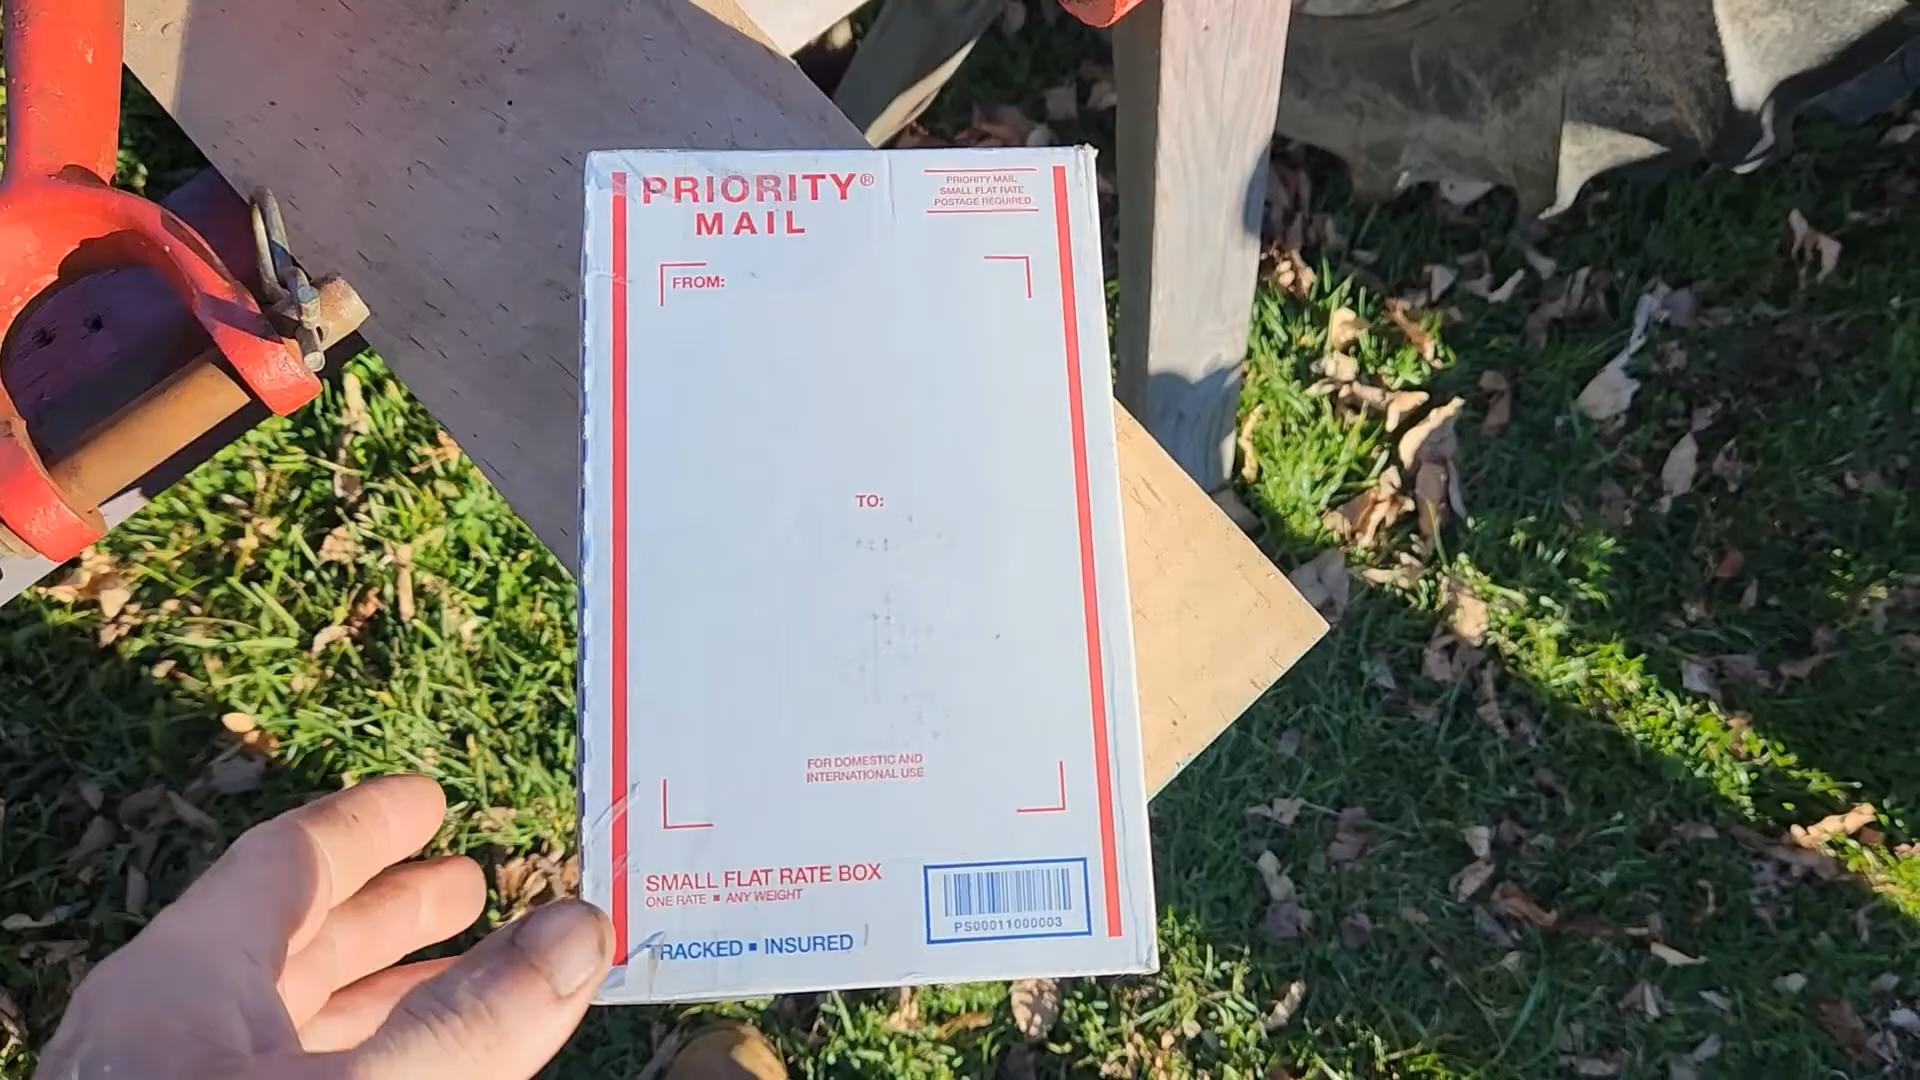 PRIORITY®
MAIL
PRIORITY MAIL
SMALL FLAT RATE
POSTAGE REQUIRED
FROM:
TO:
FOR DOMESTIC AND
INTERNATIONAL USE
SMALL FLAT RATE BOX
ONE RATE ■ ANY WEIGHT
TRACKED ■ INSURED
PS00011000003